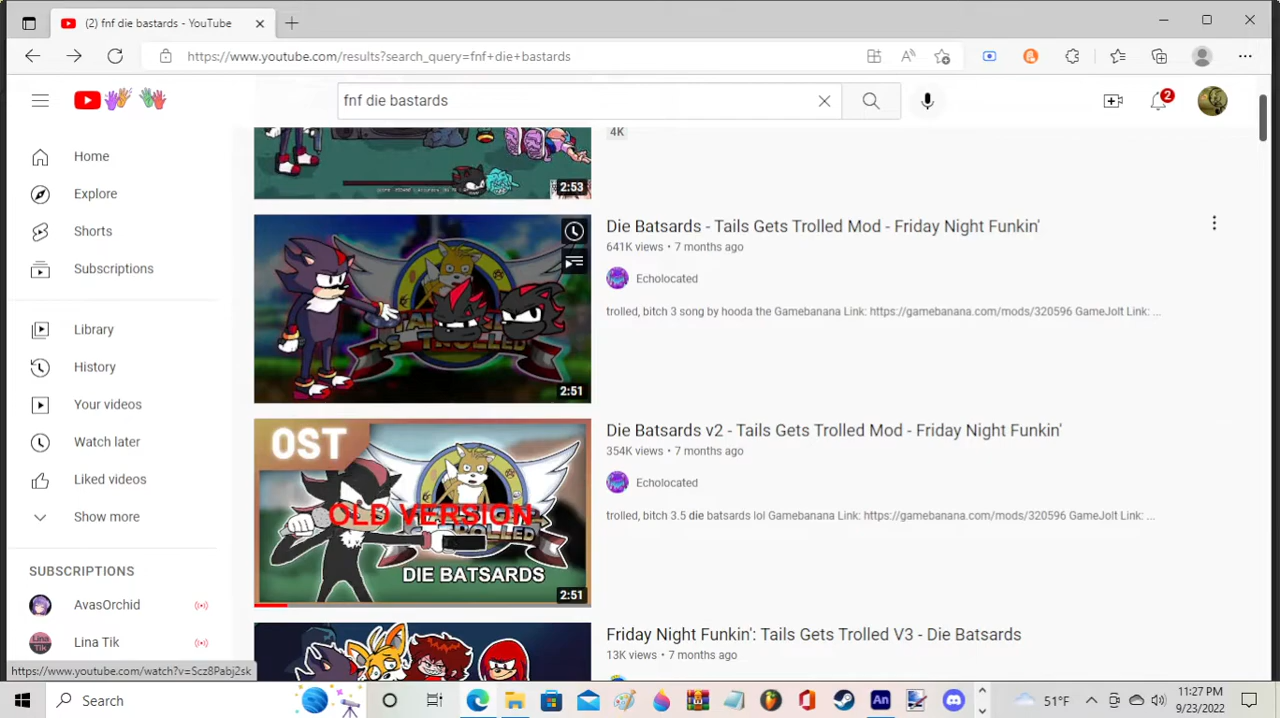 (2) fnf die bastards - YouTube
https://www.youtube.com/results?search_query=fnf+die+bastards
fnf die bastards
2
4K
2:53
Home
Explore
Shorts
Subscriptions
Library
History
Your videos
Watch later
Liked videos
Show more
SUBSCRIPTIONS
AvasOrchid
Lina Tik
Die Batsards - Tails Gets Trolled Mod - Friday Night Funkin'
641K views • 7 months ago
Echolocated
trolled, bitch 3 song by hooda the Gamebanana Link: https://gamebanana.com/mods/320596 GameJolt Link: ...
2:51
OST
OLD VERSION
DIE BATSARDS
2:51
Die Batsards v2 - Tails Gets Trolled Mod - Friday Night Funkin'
354K views • 7 months ago
Echolocated
trolled, bitch 3.5 die batsards lol Gamebanana Link: https://gamebanana.com/mods/320596 GameJolt Link: ...
Friday Night Funkin': Tails Gets Trolled V3 - Die Batsards
13K views • 7 months ago
https://www.youtube.com/watch?v=Scz8Pabj2sk
Search
51°F
11:27 PM
9/23/2022